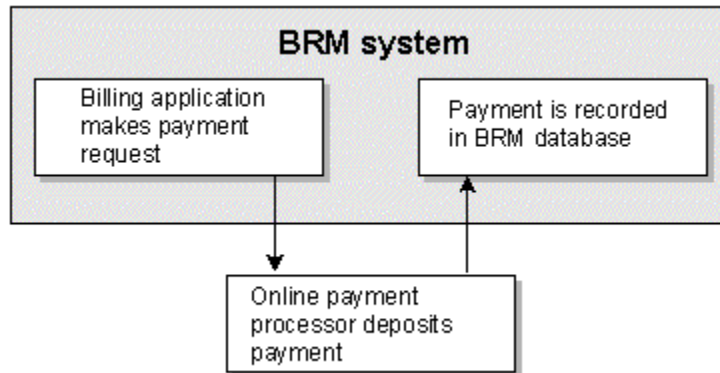 BRM system
Billing application
makes payment
request
Payment is recorded
in BRM database
Online payment
processor deposits
payment